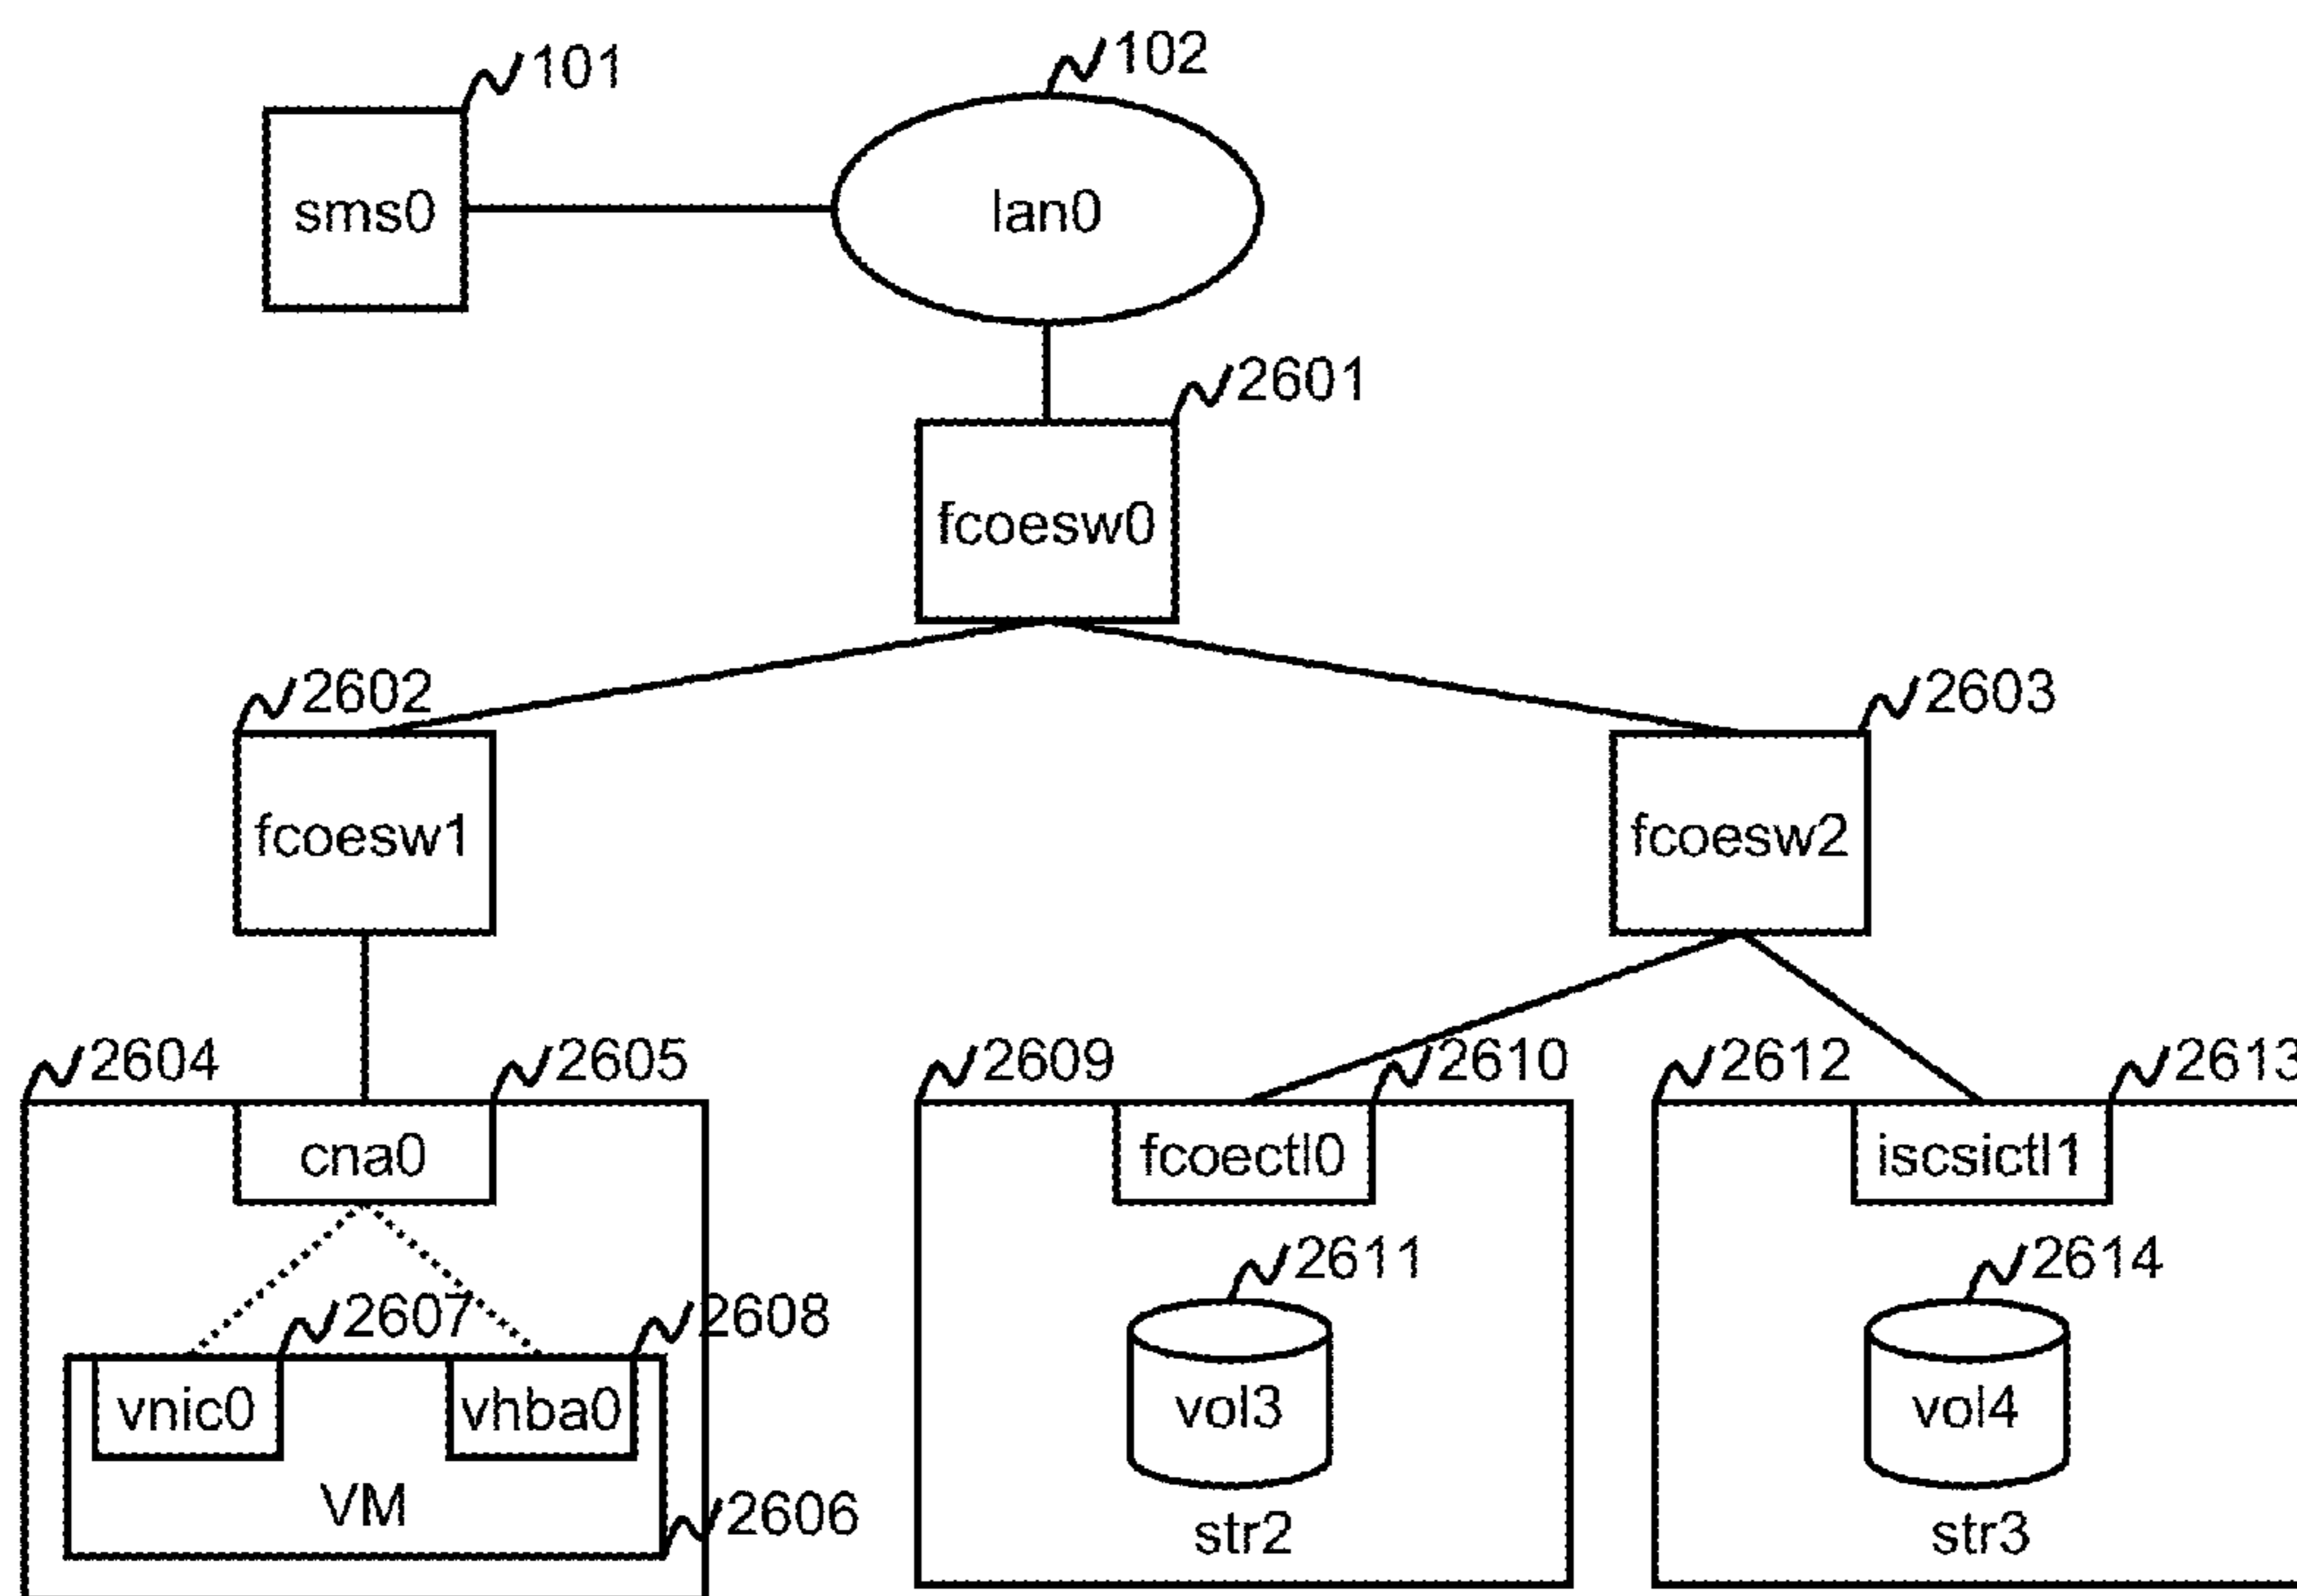 101
102
sms0
lan0
2601
fcoesw0
2602
2603
fcoesw1
fcoesw2
2604
2605
2609
2610
2612
2613
cna0
fcoectl0
iscsictl1
2611
2614
2607
2608
vnic0
vhba0
vol3
vol4
VM
2606
str2
str3